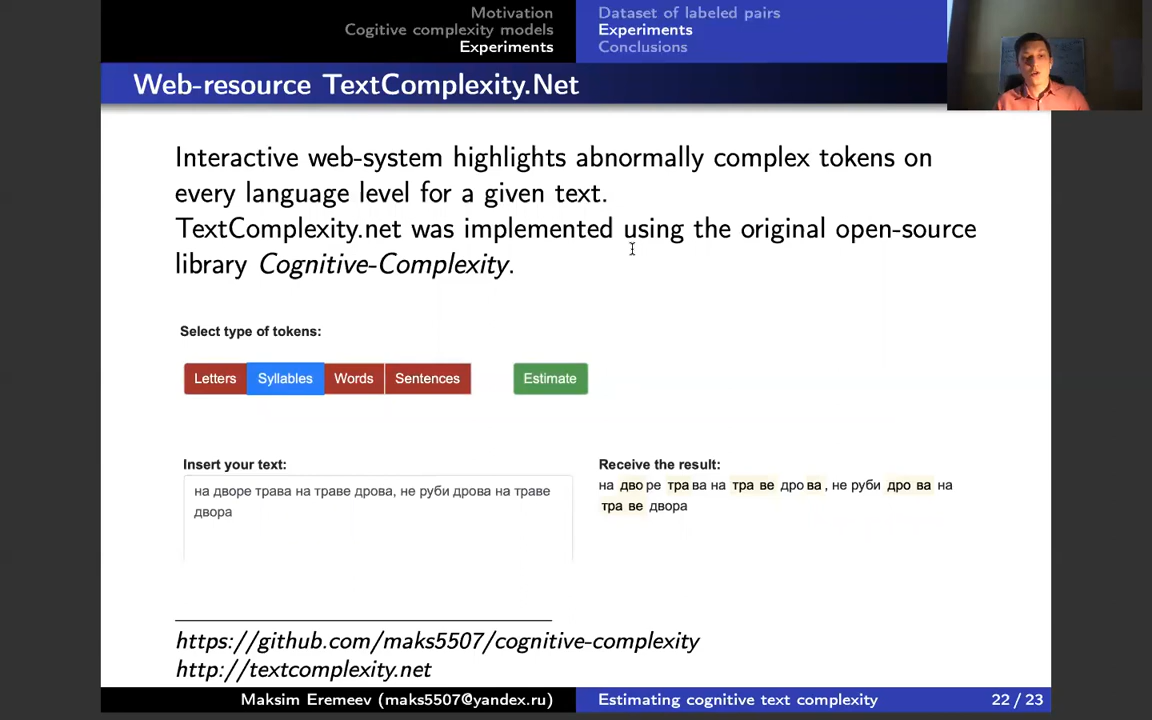 Motivation
Cogitive complexity models
Experiments
Dataset of labeled pairs
Experiments
Conclusions
Web-resource TextComplexity.Net
Interactive web-system highlights abnormally complex tokens on
every language level for a given text.
TextComplexity.net was implemented using the original open-source
library Cognitive-Complexity.
Select type of tokens:
Letters Syllables Words Sentences Estimate
Insert your text:
на дворе трава на траве дрова, не руби дрова на траве
двора
Receive the result:
на дво ре тра ва на тра ве дро ва , не руби дро ва на
тра ве двора
https://github.com/maks5507/cognitive-complexity
http://textcomplexity.net
Maksim Eremeev (maks5507@yandex.ru) Estimating cognitive text complexity 22 / 23